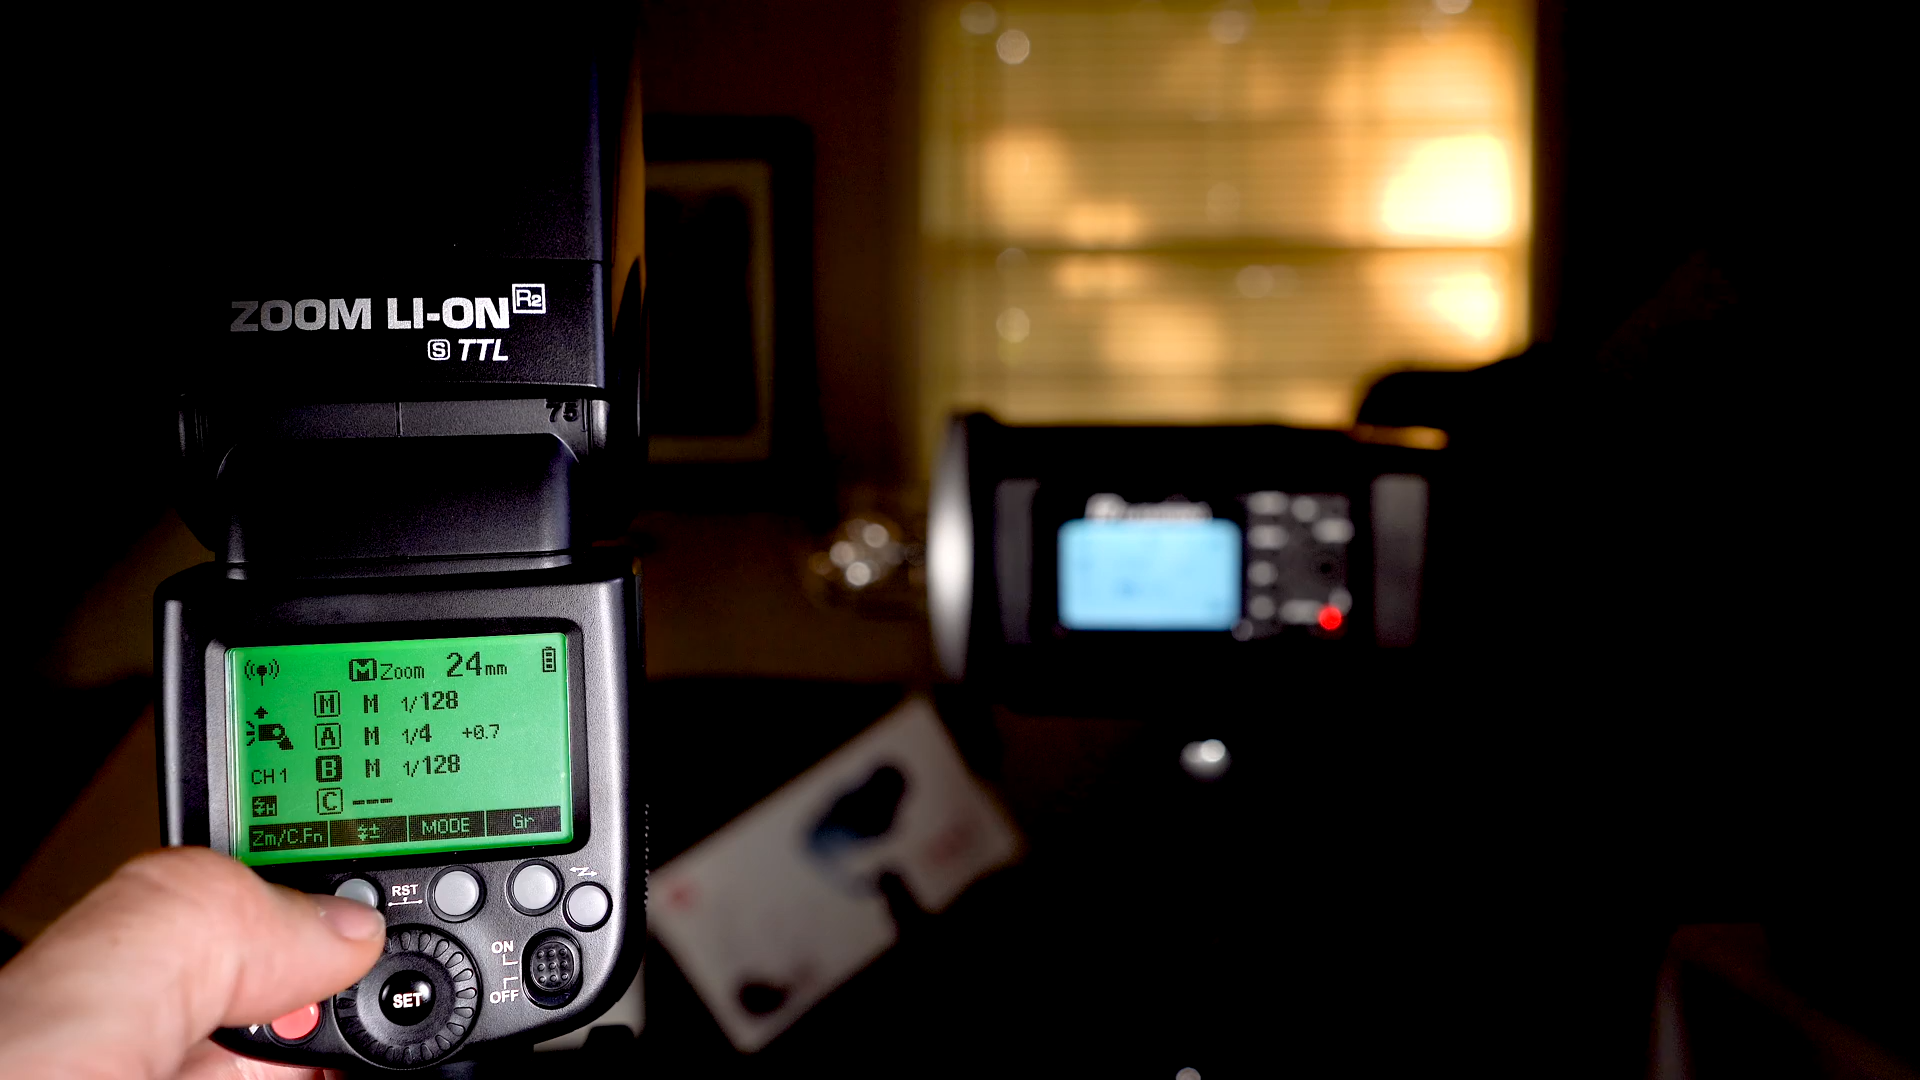 ZOOM LI-ON R2
S TTL
75
M Zoom 24mm
M M 1/128
A M 1/4 +0.7
CH 1 B M 1/128
H C ---
Zm/C.Fn ± MODE Gr
RST
ON
SET OFF